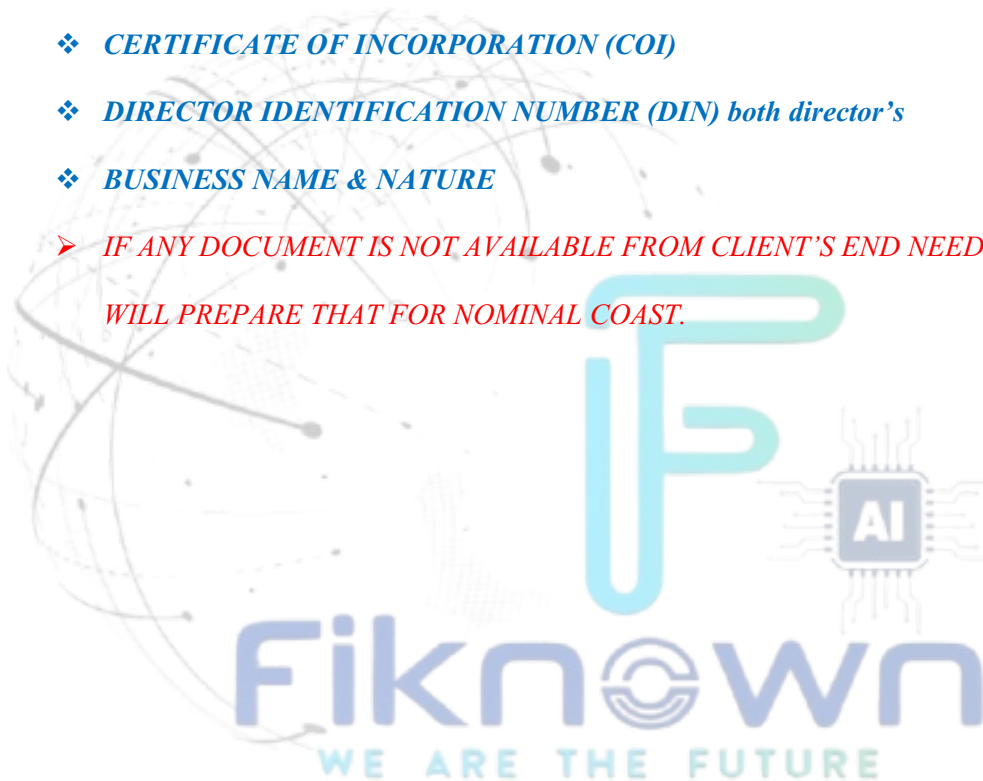 ❖ CERTIFICATE OF INCORPORATION (COI)
❖ DIRECTOR IDENTIFICATION NUMBER (DIN) both director’s
❖ BUSINESS NAME & NATURE
➢ IF ANY DOCUMENT IS NOT AVAILABLE FROM CLIENT’S END NEED
WILL PREPARE THAT FOR NOMINAL COAST.
AI
Fiknown
WE ARE THE FUTURE